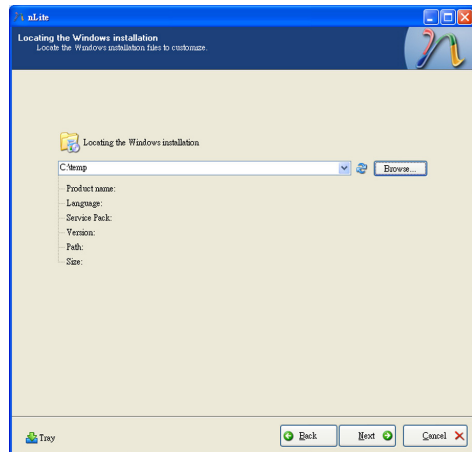 nLite
Locating the Windows installation
Locate the Windows installation files to customize.
Locating the Windows installation
C:\temp
Browse...
Product name:
Language:
Service Pack:
Version:
Path:
Size:
Tray
Back
Next
Cancel